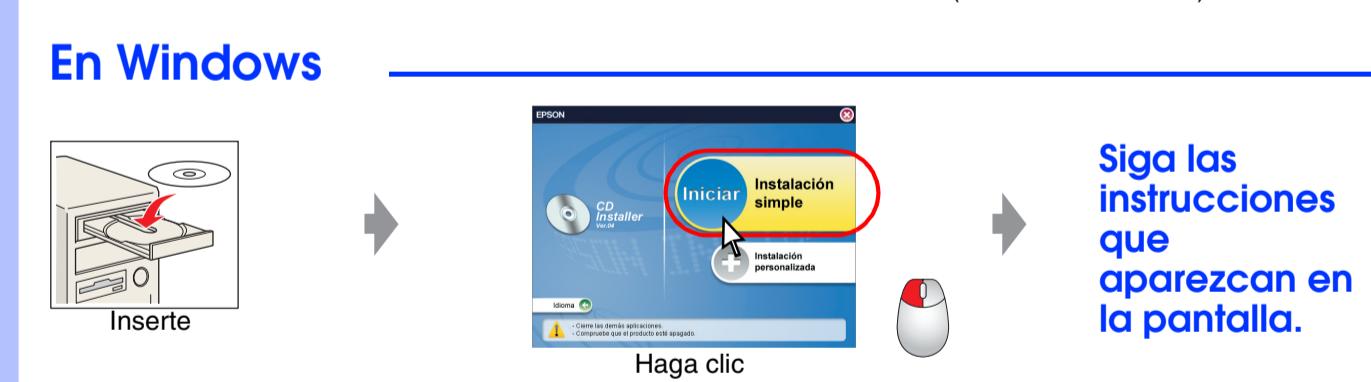 En Windows
EPSON
Iniciar
Instalación
simple
CD
Installer
Ver.04
Instalación
personalizada
Idioma
- Cierre las demás aplicaciones.
- Compruebe que el producto esté apagado.
Inserte
Haga clic
Siga las
instrucciones
que
aparezcan en
la pantalla.